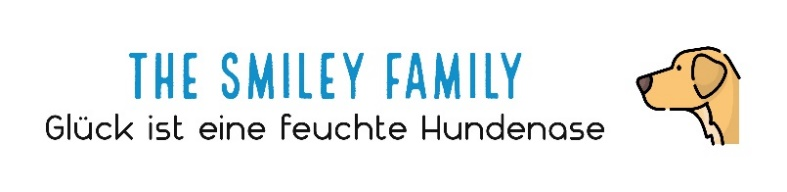 THE SMILEY FAMILY
Glück ist eine feuchte Hundenase